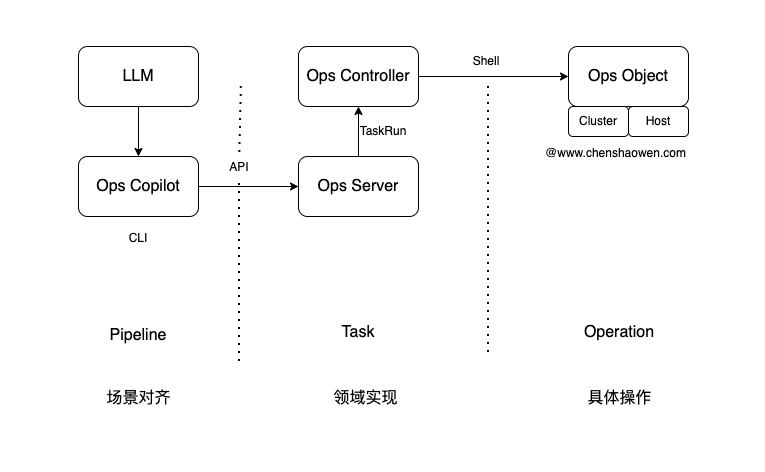 LLM
Ops Controller
Shell
Ops Object
Cluster
Host
TaskRun
@www.chenshaowen.com
API
Ops Copilot
Ops Server
CLI
Pipeline
Task
Operation
场景对齐
领域实现
具体操作